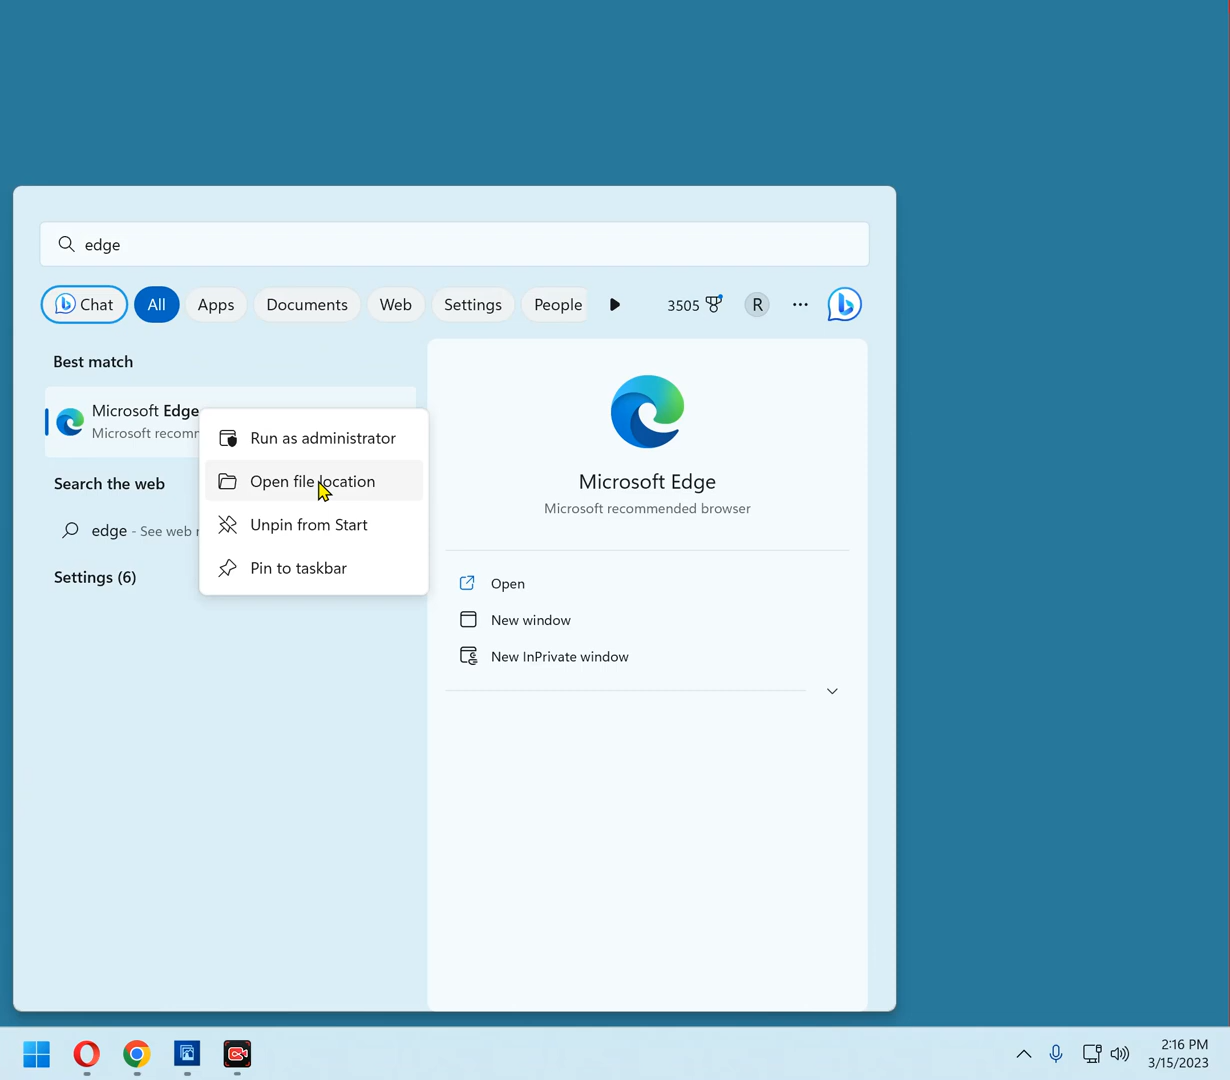 edge
Chat
All
Apps
Documents
Web
Settings
People
3505
R
Best match
Microsoft Edge
Microsoft recomm
Search the web
edge - See web r
Settings (6)
Run as administrator
Open file location
Unpin from Start
Pin to taskbar
Microsoft Edge
Microsoft recommended browser
Open
New window
New InPrivate window
2:16 PM
3/15/2023